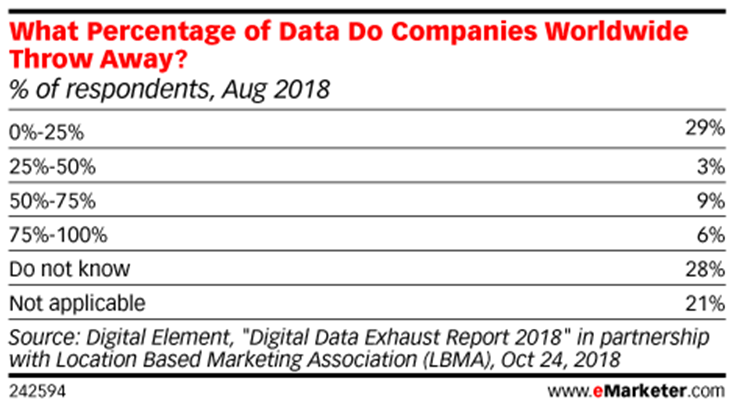 What Percentage of Data Do Companies Worldwide
Throw Away?
% of respondents, Aug 2018
0%-25% 29%
25%-50% 3%
50%-75% 9%
75%-100% 6%
Do not know 28%
Not applicable 21%
Source: Digital Element, "Digital Data Exhaust Report 2018" in partnership
with Location Based Marketing Association (LBMA), Oct 24, 2018
242594 www.eMarketer.com